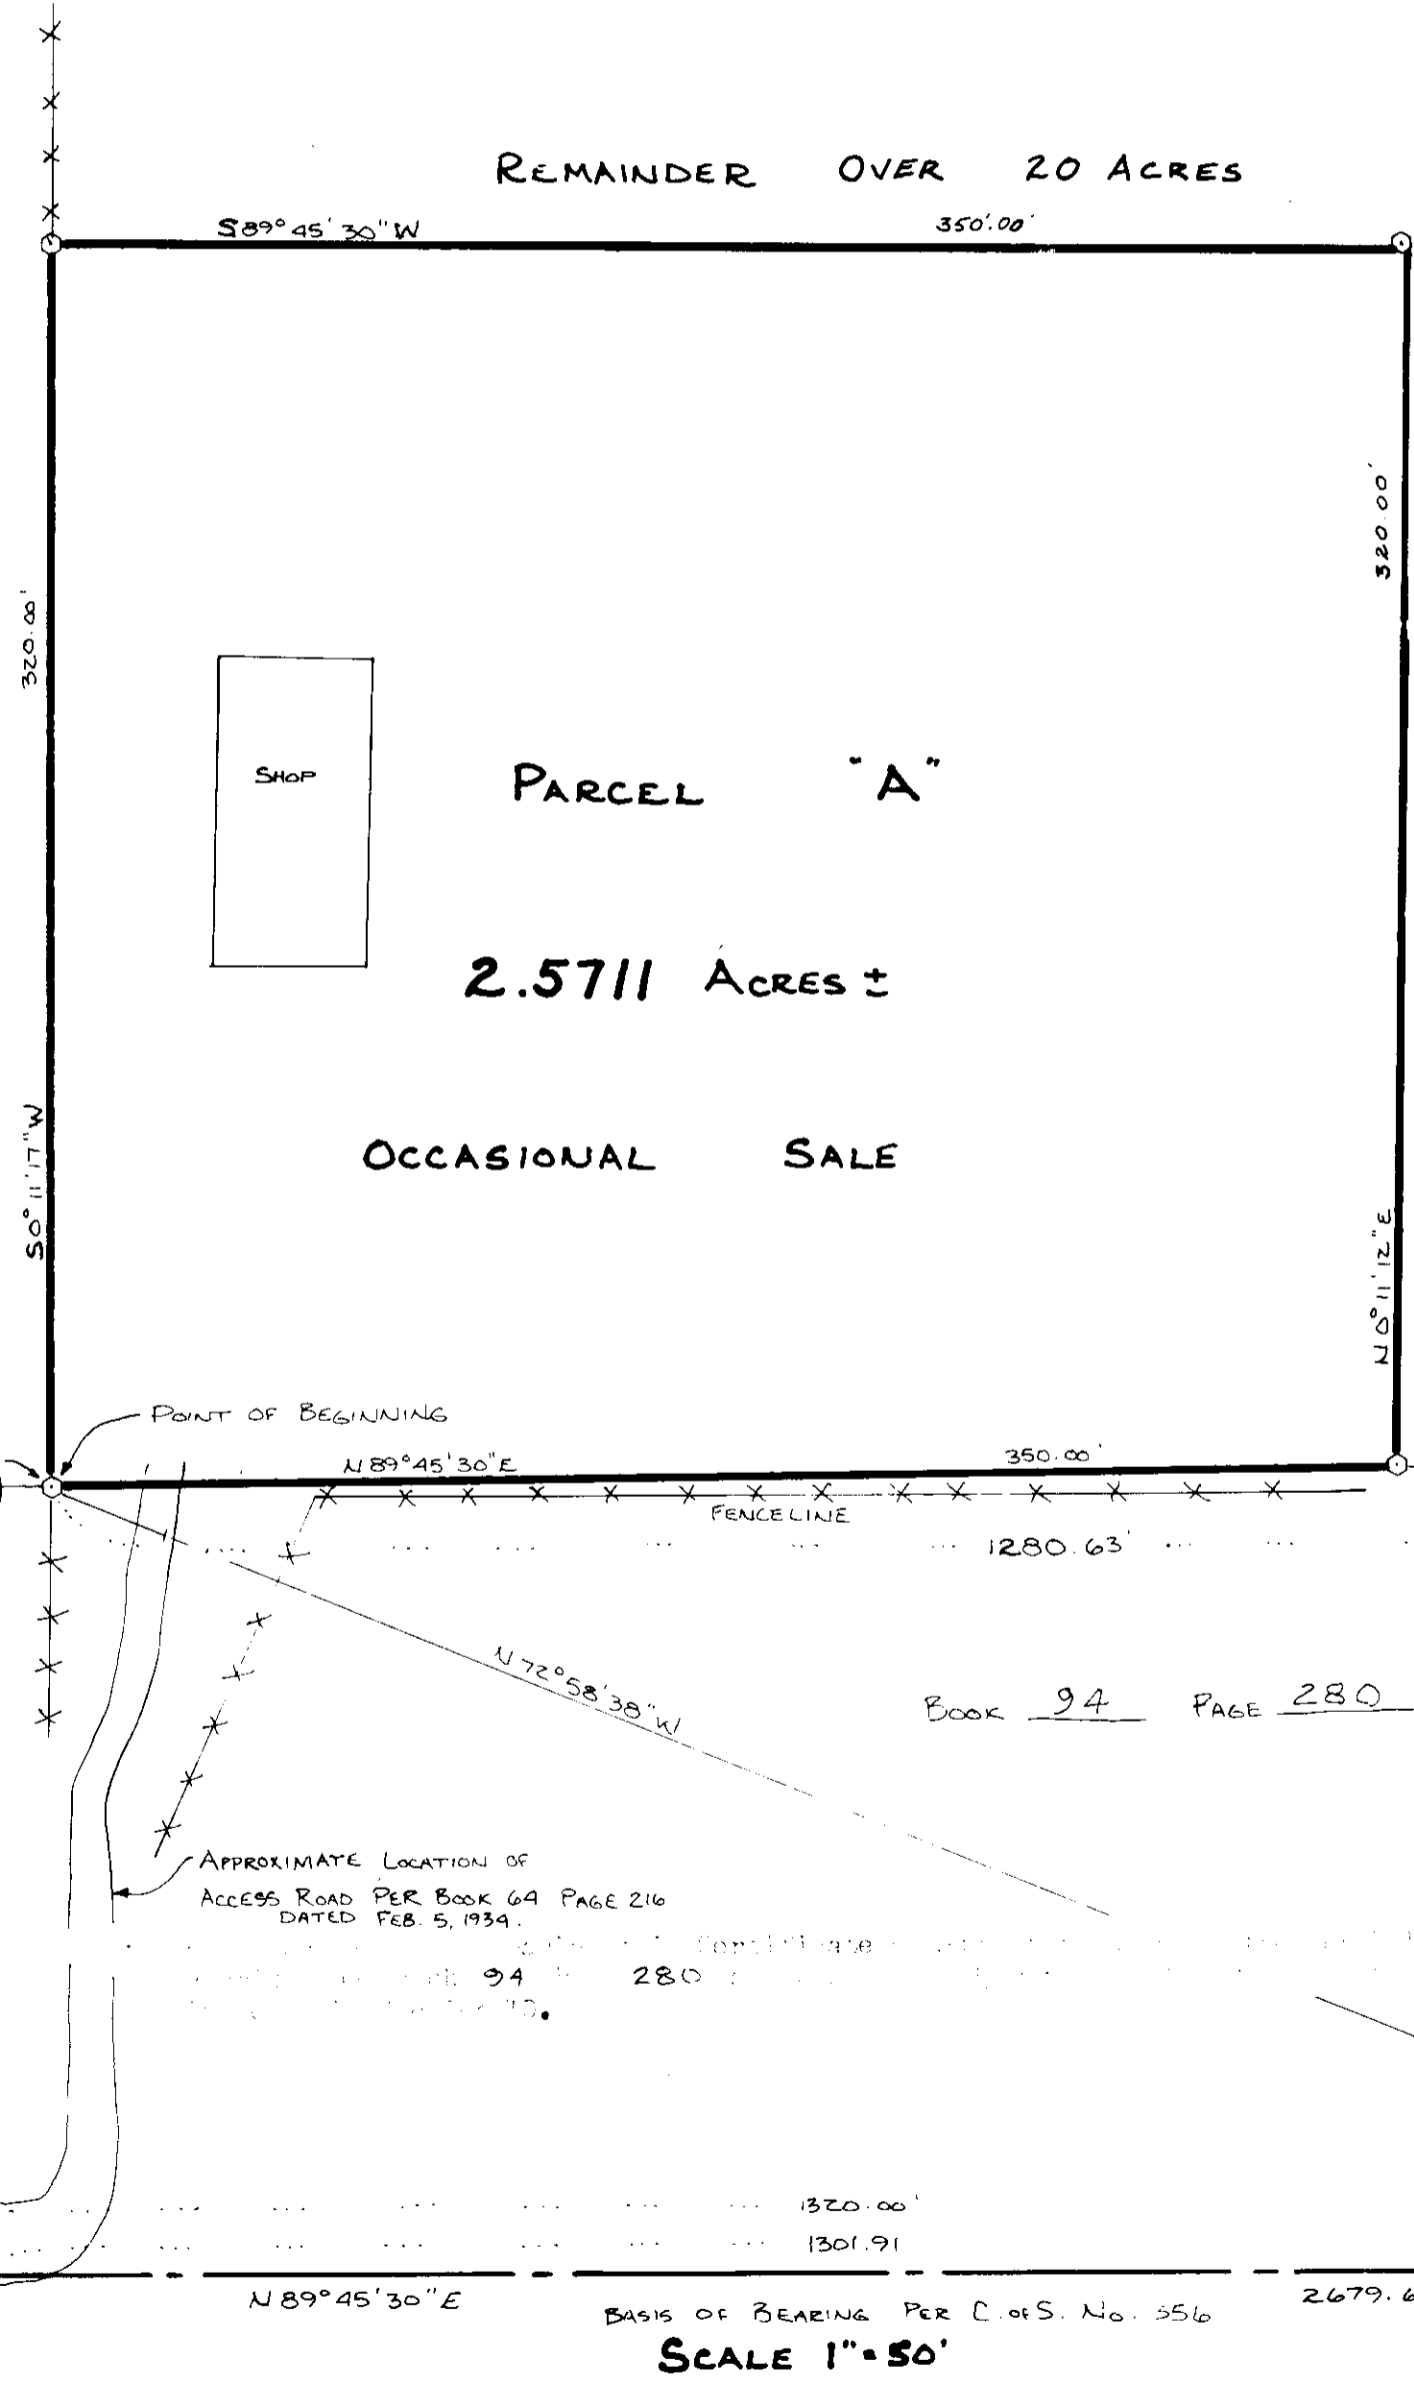 REMAINDER OVER 20 ACRES
S89°45'30"W 350'.00'
320.00'
320.00'
SHOP
PARCEL "A"
2.5711 ACRES ±
OCCASIONAL SALE
S0°11'17"W
N0°11'12"E
POINT OF BEGINNING
N89°45'30"E 350.00'
FENCELINE
1280.63'
N72°58'38"W
BOOK 94 PAGE 280
APPROXIMATE LOCATION OF
ACCESS ROAD PER BOOK 64 PAGE 216
DATED FEB. 5, 1934.
94 280
1320.00'
1301.91
N89°45'30"E
BASIS OF BEARING PER C. OF S. NO. 556
2679.6
SCALE 1"=50'